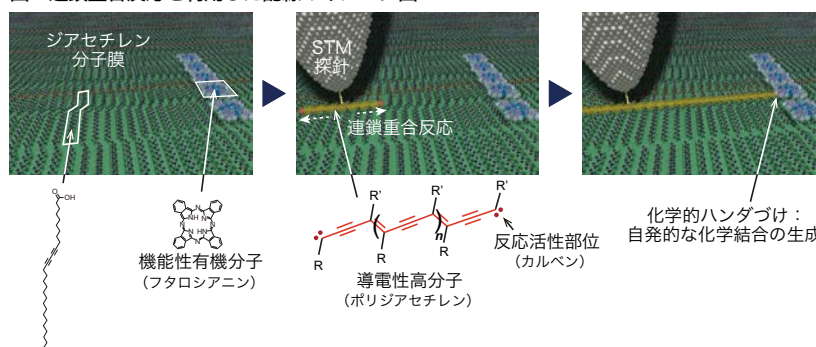 ジアセチレン
分子膜
STM
探針
連鎖重合反応
O
OH
N
N
NH
N
N
HN
N
N
機能性有機分子
(フタロシアニン)
R'
R'
R'
n
R
R
R
導電性高分子
(ポリジアセチレン)
反応活性部位
(カルベン)
化学的ハンダづけ：
自発的な化学結合の生成